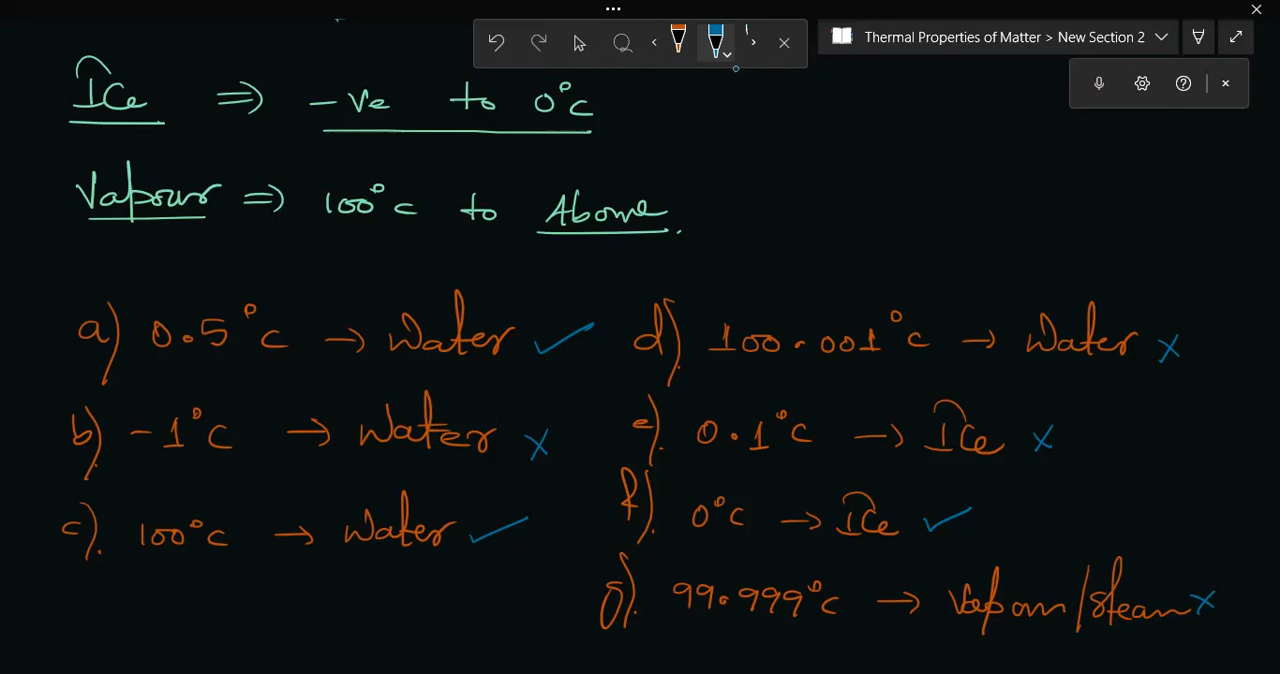 Thermal Properties of Matter > New Section 2
Ice ⇒ -ve to 0°C
Vapour ⇒ 100°C to Above.
a) 0.5°C → Water ✓
b) -1°C → Water ×
c). 100°C → Water ✓
d). 100.001°C → Water ×
e). 0.1°C → Ice ×
f). 0°C → Ice ✓
g). 99.999°C → Vapour/steam ×